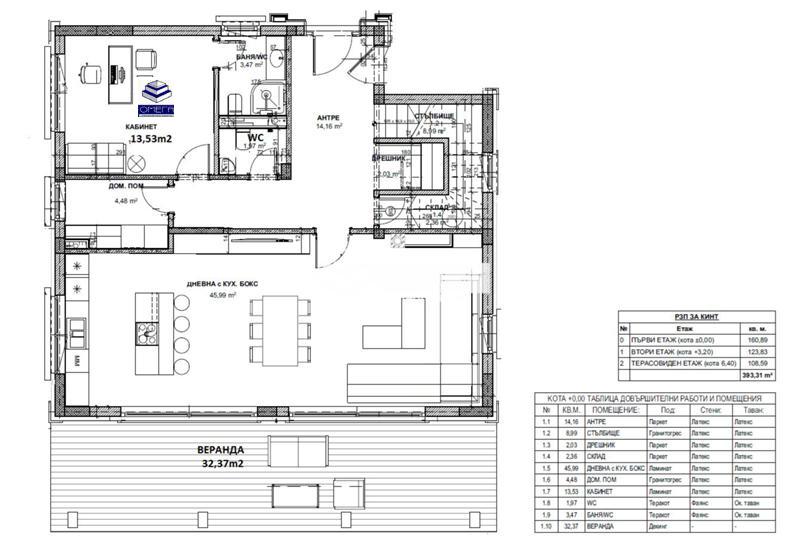 БАНЯ/WC
3,47 m²
ОМЕГА
КАБИНЕТ
13,53m2
WC
1,97 m²
АНТРЕ
14,16 m²
СТЪЛБИЩЕ
1.2
8,99 m²
ДРЕШНИК
2,03 m²
СКЛАД
1.4
2,36 m²
ДОМ. ПОМ
4,48 m²
ДНЕВНА с КУХ. БОКС
45,99 m²
ММ
ВЕРАНДА
32,37m2
РЗП ЗА КИНТ
№ Етаж кв. м.
0 ПЪРВИ ЕТАЖ (кота ±0,00) 160,89
1 ВТОРИ ЕТАЖ (кота +3,20) 123,83
2 ТЕРАСОВИДЕН ЕТАЖ (кота 6,40) 108,59
393,31 m²
КОТА +0,00 ТАБЛИЦА ДОВЪРШИТЕЛНИ РАБОТИ И ПОМЕЩЕНИЯ
№ КВ.М. ПОМЕЩЕНИЕ: Под: Стени: Таван:
1.1 14,16 АНТРЕ Паркет Латекс Латекс
1.2 8,99 СТЪЛБИЩЕ Гранитогрес Латекс Латекс
1.3 2,03 ДРЕШНИК Паркет Латекс Латекс
1.4 2,36 СКЛАД Паркет Латекс Латекс
1.5 45,99 ДНЕВНА с КУХ. БОКС Ламинат Латекс Латекс
1.6 4,48 ДОМ. ПОМ Гранитогрес Латекс Латекс
1.7 13,53 КАБИНЕТ Ламинат Латекс Латекс
1.8 1,97 WC Теракот Фаянс Ок. таван
1.9 3,47 БАНЯ/WC Теракот Фаянс Ок. таван
1.10 32,37 ВЕРАНДА Декинг - -